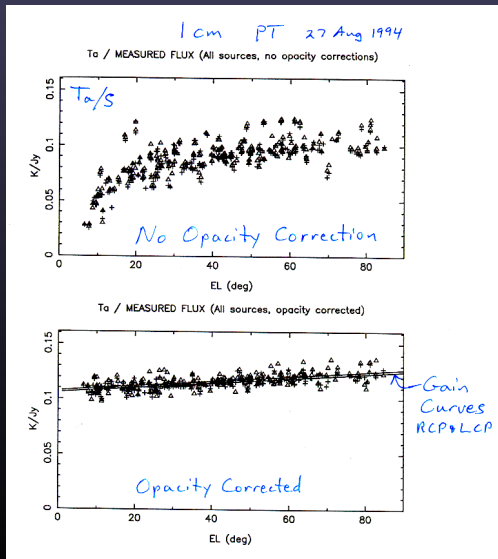 1 cm PT 27 Aug 1994
Ta / MEASURED FLUX (All sources, no opacity corrections)
Ta/S
0.15
0.1
0.05
0
K/Jy
No Opacity Correction
0 20 40 60 80
EL (deg)
Ta / MEASURED FLUX (All sources, opacity corrected)
0.15
0.1
0.05
0
K/Jy
Gain
Curves
RCP & LCP
Opacity Corrected
0 20 40 60 80
EL (deg)